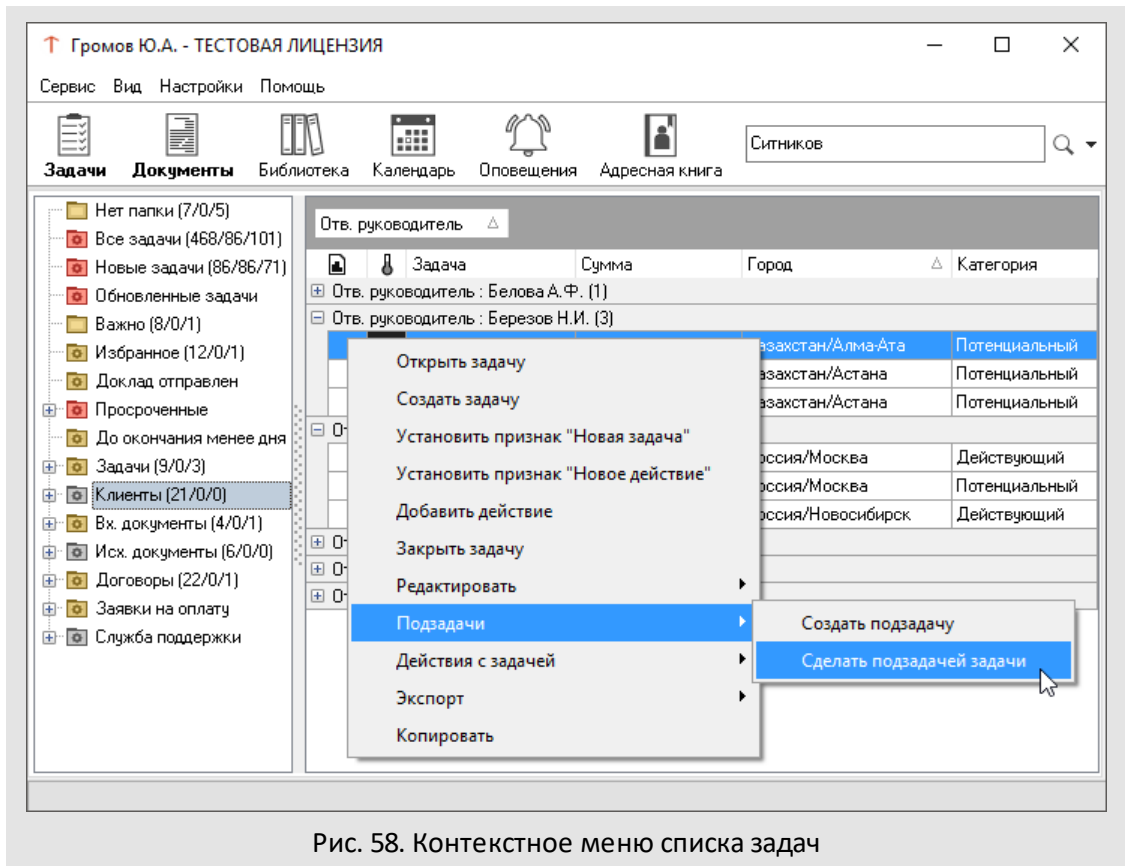 Громов Ю.А. - ТЕСТОВАЯ ЛИЦЕНЗИЯ
Сервис Вид Настройки Помощь
Задачи Документы Библиотека Календарь Оповещения Адресная книга Ситников
Нет папки (7/0/5)
Все задачи (468/86/101)
Новые задачи (86/86/71)
Обновленные задачи
Важно (8/0/1)
Избранное (12/0/1)
Доклад отправлен
Просроченные
До окончания менее дня
Задачи (9/0/3)
Клиенты (21/0/0)
Вх. документы (4/0/1)
Исх. документы (6/0/0)
Договоры (22/0/1)
Заявки на оплату
Служба поддержки
Отв. руководитель
Задача Сумма Город Категория
Отв. руководитель : Белова А.Ф. (1)
Отв. руководитель : Березов Н.И. (3)
азахстан/Алма-Ата Потенциальный
азахстан/Астана Потенциальный
азахстан/Астана Потенциальный
оссия/Москва Действующий
оссия/Москва Потенциальный
оссия/Новосибирск Действующий
Открыть задачу
Создать задачу
Установить признак "Новая задача"
Установить признак "Новое действие"
Добавить действие
Закрыть задачу
Редактировать
Подзадачи
Действия с задачей
Экспорт
Копировать
Создать подзадачу
Сделать подзадачей задачи
Рис. 58. Контекстное меню списка задач